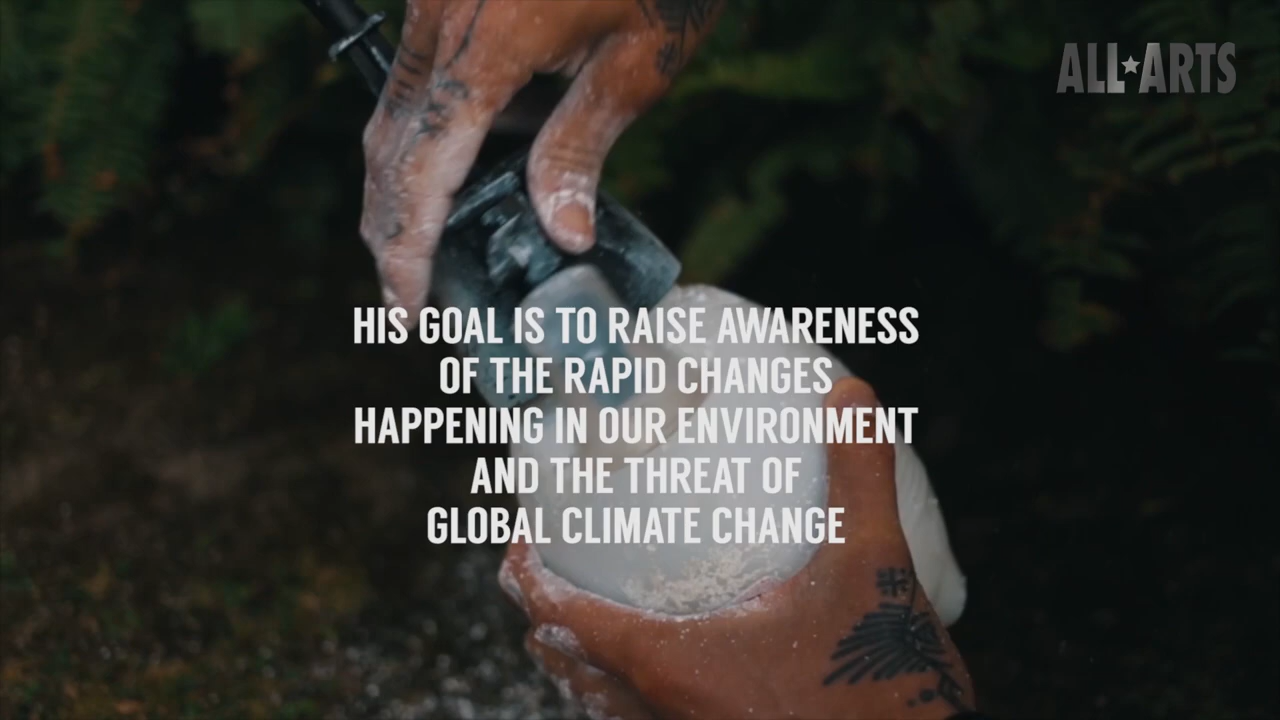 ALL★ARTS
HIS GOAL IS TO RAISE AWARENESS
OF THE RAPID CHANGES
HAPPENING IN OUR ENVIRONMENT
AND THE THREAT OF
GLOBAL CLIMATE CHANGE